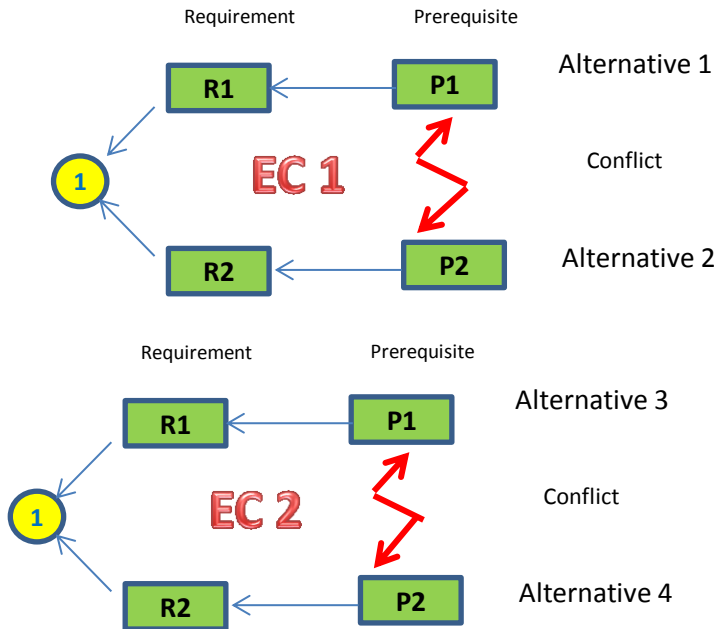 Requirement Prerequisite
Alternative 1
R1 P1
EC 1
Conflict
1
Alternative 2
R2 P2
Requirement Prerequisite
Alternative 3
R1 P1
Conflict
EC 2
1
Alternative 4
R2 P2